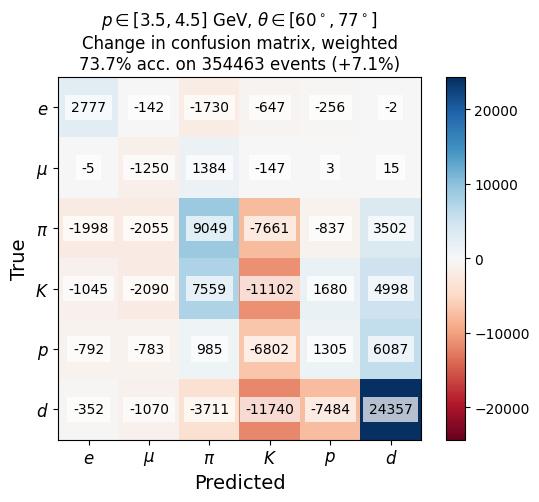 p ∈ [3.5, 4.5] GeV, θ ∈ [60°, 77°]
Change in confusion matrix, weighted
73.7% acc. on 354463 events (+7.1%)
e 2777 -142 -1730 -647 -256 -2
μ -5 -1250 1384 -147 3 15
π -1998 -2055 9049 -7661 -837 3502
K -1045 -2090 7559 -11102 1680 4998
p -792 -783 985 -6802 1305 6087
d -352 -1070 -3711 -11740 -7484 24357
e μ π K p d
True
Predicted
20000
10000
0
−10000
−20000